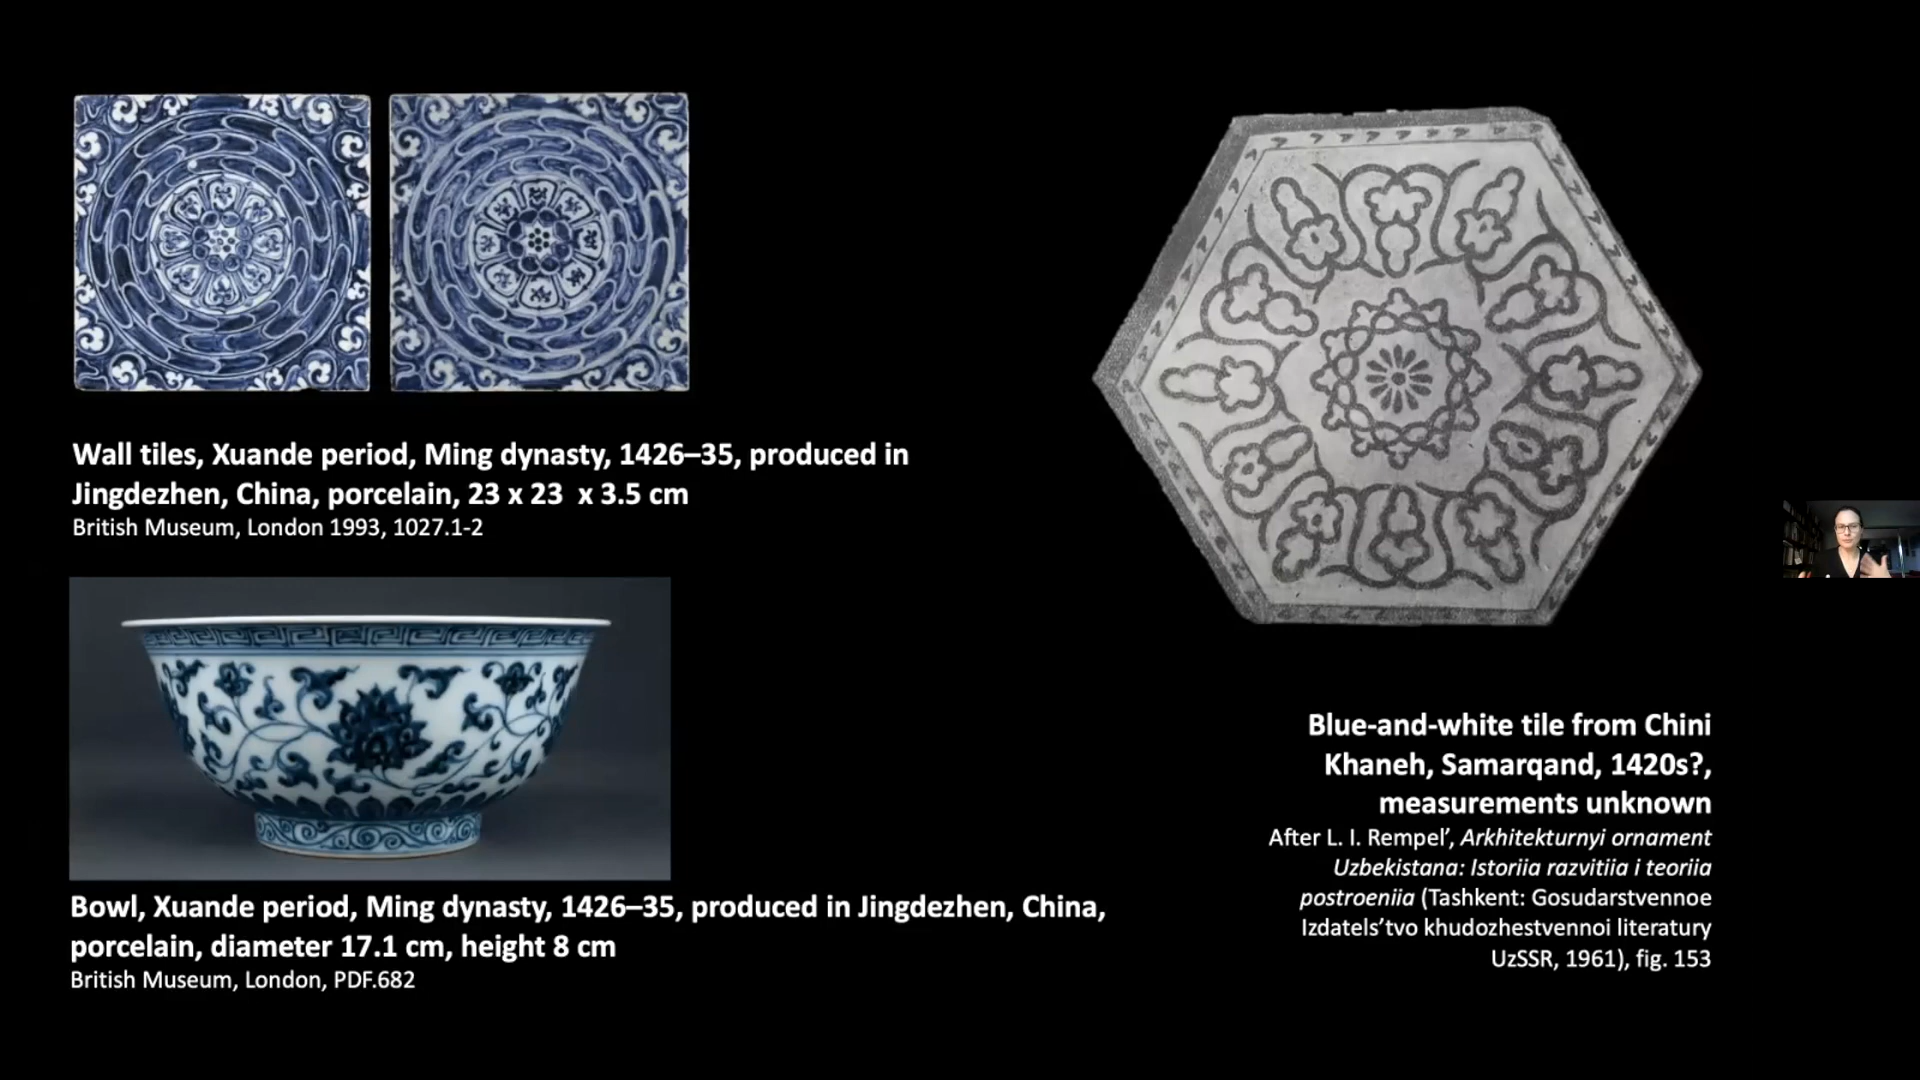 Wall tiles, Xuande period, Ming dynasty, 1426–35, produced in
Jingdezhen, China, porcelain, 23 x 23  x 3.5 cm
British Museum, London 1993, 1027.1-2
Bowl, Xuande period, Ming dynasty, 1426–35, produced in Jingdezhen, China,
porcelain, diameter 17.1 cm, height 8 cm
British Museum, London, PDF.682
Blue-and-white tile from Chini
Khaneh, Samarqand, 1420s?,
measurements unknown
After L. I. Rempel’, Arkhitekturnyi ornament
Uzbekistana: Istoriia razvitiia i teoriia
postroeniia (Tashkent: Gosudarstvennoe
Izdatels’tvo khudozhestvennoi literatury
UzSSR, 1961), fig. 153